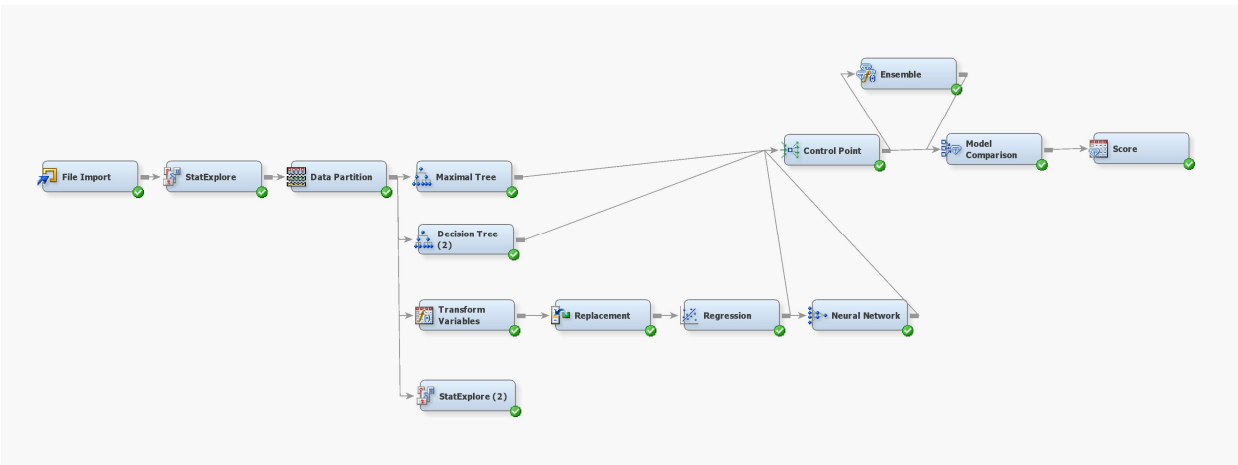 Ensemble
Control Point
Model
Comparison
Score
File Import
StatExplore
Data Partition
Maximal Tree
Decision Tree
(2)
Transform
Variables
Replacement
Regression
Neural Network
StatExplore (2)